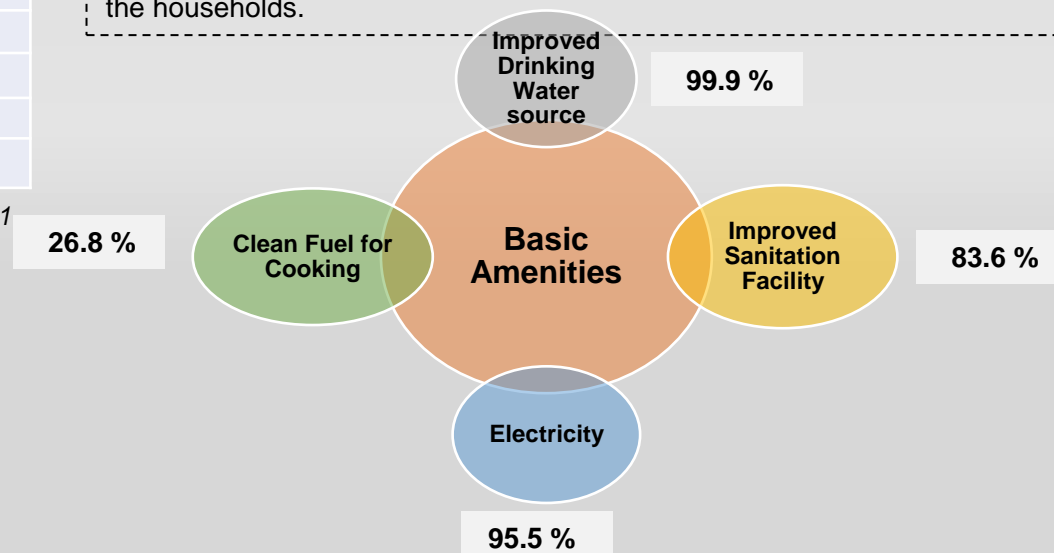 the households.
Improved
Drinking
Water
source
99.9 %
1
26.8 %
Clean Fuel for
Cooking
Basic
Amenities
Improved
Sanitation
Facility
83.6 %
Electricity
95.5 %